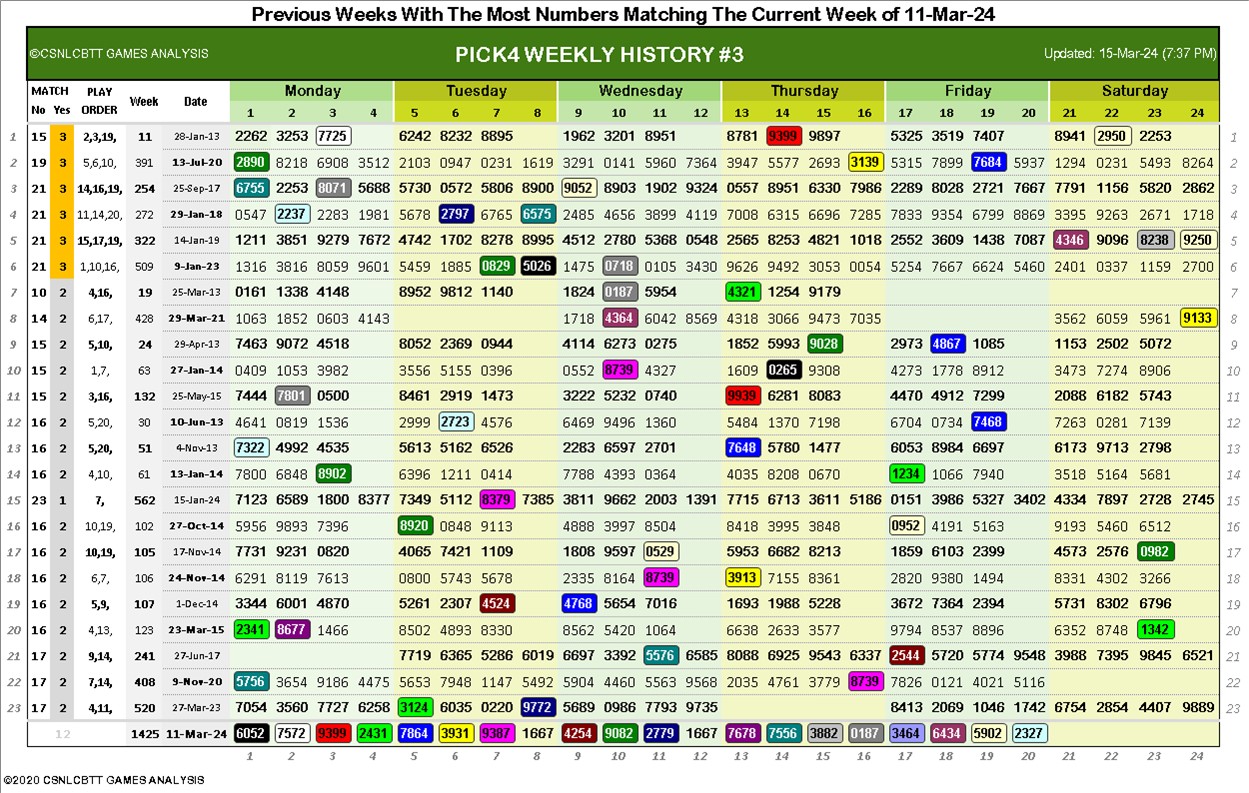 Previous Weeks With The Most Numbers Matching The Current Week of 11-Mar-24
©CSNLCBTT GAMES ANALYSIS PICK4 WEEKLY HISTORY #3 Updated: 15-Mar-24 (7:37 PM)
MATCH PLAY Week Date Monday Tuesday Wednesday Thursday Friday Saturday
No Yes ORDER 1 2 3 4 5 6 7 8 9 10 11 12 13 14 15 16 17 18 19 20 21 22 23 24
1 15 3 2,3,19, 11 28-Jan-13 2262 3253 7725 6242 8232 8895 1962 3201 8951 8781 9399 9897 5325 3519 7407 8941 2950 2253 1
2 19 3 5,6,10, 391 13-Jul-20 2890 8218 6908 3512 2103 0947 0231 1619 3291 0141 5960 7364 3947 5577 2693 3139 5315 7899 7684 5937 1294 0231 5493 8264 2
3 21 3 14,16,19, 254 25-Sep-17 6755 2253 8071 5688 5730 0572 5806 8900 9052 8903 1902 9324 0557 8951 6330 7986 2289 8028 2721 7667 7791 1156 5820 2862 3
4 21 3 11,14,20, 272 29-Jan-18 0547 2237 2283 1981 5678 2797 6765 6575 2485 4656 3899 4119 7008 6315 6696 7285 7833 9354 6799 8869 3395 9263 2671 1718 4
5 21 3 15,17,19, 322 14-Jan-19 1211 3851 9279 7672 4742 1702 8278 8995 4512 2780 5368 0548 2565 8253 4821 1018 2552 3609 1438 7087 4346 9096 8238 9250 5
6 21 3 1,10,16, 509 9-Jan-23 1316 3816 8059 9601 5459 1885 0829 5026 1475 0718 0105 3430 9626 9492 3053 0054 5254 7667 6624 5460 2401 0337 1159 2700 6
7 10 2 4,16, 19 25-Mar-13 0161 1338 4148 8952 9812 1140 1824 0187 5954 4321 1254 9179 7
8 14 2 6,17, 428 29-Mar-21 1063 1852 0603 4143 1718 4364 6042 8569 4318 3066 9473 7035 3562 6059 5961 9133 8
9 15 2 5,10, 24 29-Apr-13 7463 9072 4518 8052 2369 0944 4114 6273 0275 1852 5993 9028 2973 4867 1085 1153 2502 5072 9
10 15 2 1,7, 63 27-Jan-14 0409 1053 3982 3556 5155 0396 0552 8739 4327 1609 0265 9308 4273 1778 8912 3473 7274 8906 10
11 15 2 3,16, 132 25-May-15 7444 7801 0500 8461 2919 1473 3222 5232 0740 9939 6281 8083 4470 4912 7299 2088 6182 5743 11
12 16 2 5,20, 30 10-Jun-13 4641 0819 1536 2999 2723 4576 6469 9496 1360 5484 1370 7198 6704 0734 7468 7263 0281 7139 12
13 16 2 5,20, 51 4-Nov-13 7322 4992 4535 5613 5162 6526 2283 6597 2701 7648 5780 1477 6053 8984 6697 6173 9713 2798 13
14 16 2 4,10, 61 13-Jan-14 7800 6848 8902 6396 1211 0414 7788 4393 0364 4035 8208 0670 1234 1066 7940 3518 5164 5681 14
15 23 1 7, 562 15-Jan-24 7123 6589 1800 8377 7349 5112 8379 7385 3811 9662 2003 1391 7715 6713 3611 5186 0151 3986 5327 3402 4334 7897 2728 2745 15
16 16 2 10,19, 102 27-Oct-14 5956 9893 7396 8920 0848 9113 4888 3997 8504 8418 3995 3848 0952 4191 5163 9193 5460 6512 16
17 16 2 10,19, 105 17-Nov-14 7731 9231 0820 4065 7421 1109 1808 9597 0529 5953 6682 8213 1859 6103 2399 4573 2576 0982 17
18 16 2 6,7, 106 24-Nov-14 6291 8119 7613 0800 5743 5678 2335 8164 8739 3913 7155 8361 2820 9380 1494 8331 4302 3266 18
19 16 2 5,9, 107 1-Dec-14 3344 6001 4870 5261 2307 4524 4768 5654 7016 1693 1988 5228 3672 7364 2394 5731 8302 6796 19
20 16 2 4,13, 123 23-Mar-15 2341 8677 1466 8502 4893 8330 8562 5420 1064 6638 2633 3577 9794 8537 8896 6352 8748 1342 20
21 17 2 9,14, 241 27-Jun-17 7719 6365 5286 6019 6697 3392 5576 6585 8088 6925 9543 6337 2544 5720 5774 9548 3988 7395 9845 6521 21
22 17 2 7,14, 408 9-Nov-20 5756 3654 9186 4475 5653 7948 1147 5492 5904 4460 5563 9568 2035 4761 3779 8739 7826 0121 4021 5116 22
23 17 2 4,11, 520 27-Mar-23 7054 3560 7727 6258 3124 6035 0220 9772 5689 0986 7793 9735 8413 2069 1046 1742 6754 2854 4407 9889 23
12 1425 11-Mar-24 6052 7572 9399 2431 7864 3931 9387 1667 4254 9082 2779 1667 7678 7556 3882 0187 3464 6434 5902 2327
1 2 3 4 5 6 7 8 9 10 11 12 13 14 15 16 17 18 19 20 21 22 23 24
©2020 CSNLCBTT GAMES ANALYSIS